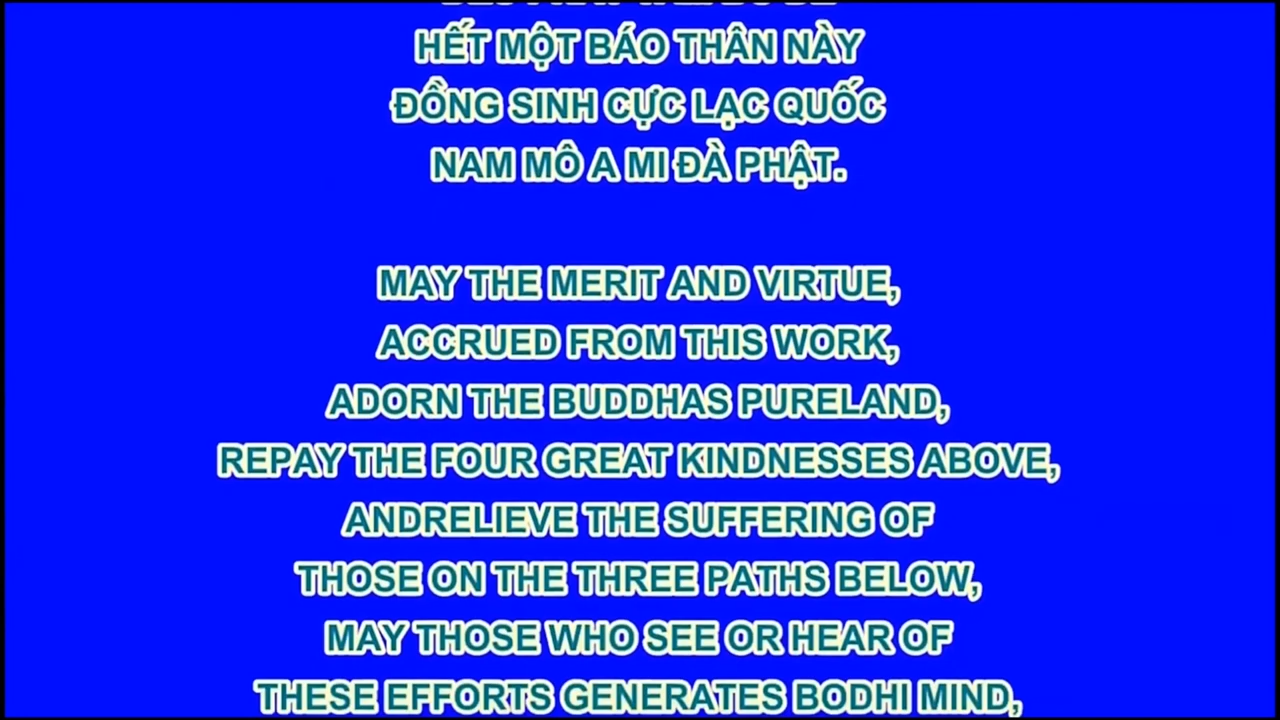 HẾT MỘT BÁO THÂN NÀY
ĐỒNG SINH CỰC LẠC QUỐC
NAM MÔ A MI ĐÀ PHẬT.
MAY THE MERIT AND VIRTUE,
ACCRUED FROM THIS WORK,
ADORN THE BUDDHAS PURELAND,
REPAY THE FOUR GREAT KINDNESSES ABOVE,
ANDRELIEVE THE SUFFERING OF
THOSE ON THE THREE PATHS BELOW,
MAY THOSE WHO SEE OR HEAR OF
THESE EFFORTS GENERATES BODHI MIND,